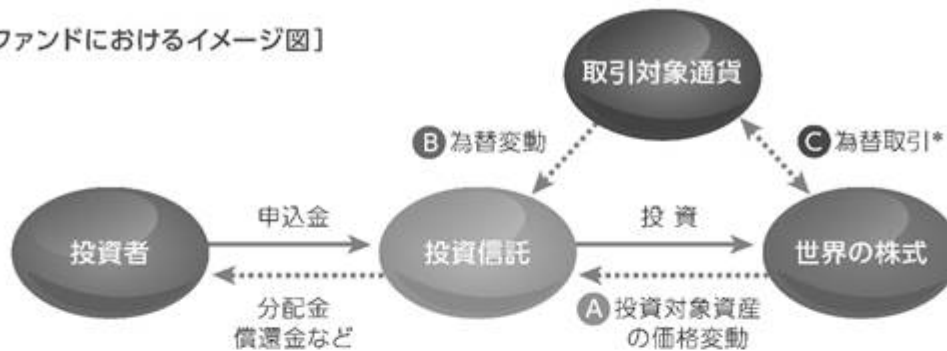 ファンドにおけるイメージ図]
取引対象通貨
B 為替変動
C 為替取引*
申込金
投 資
投資者
投資信託
世界の株式
分配金
償還金など
A 投資対象資産
の価格変動